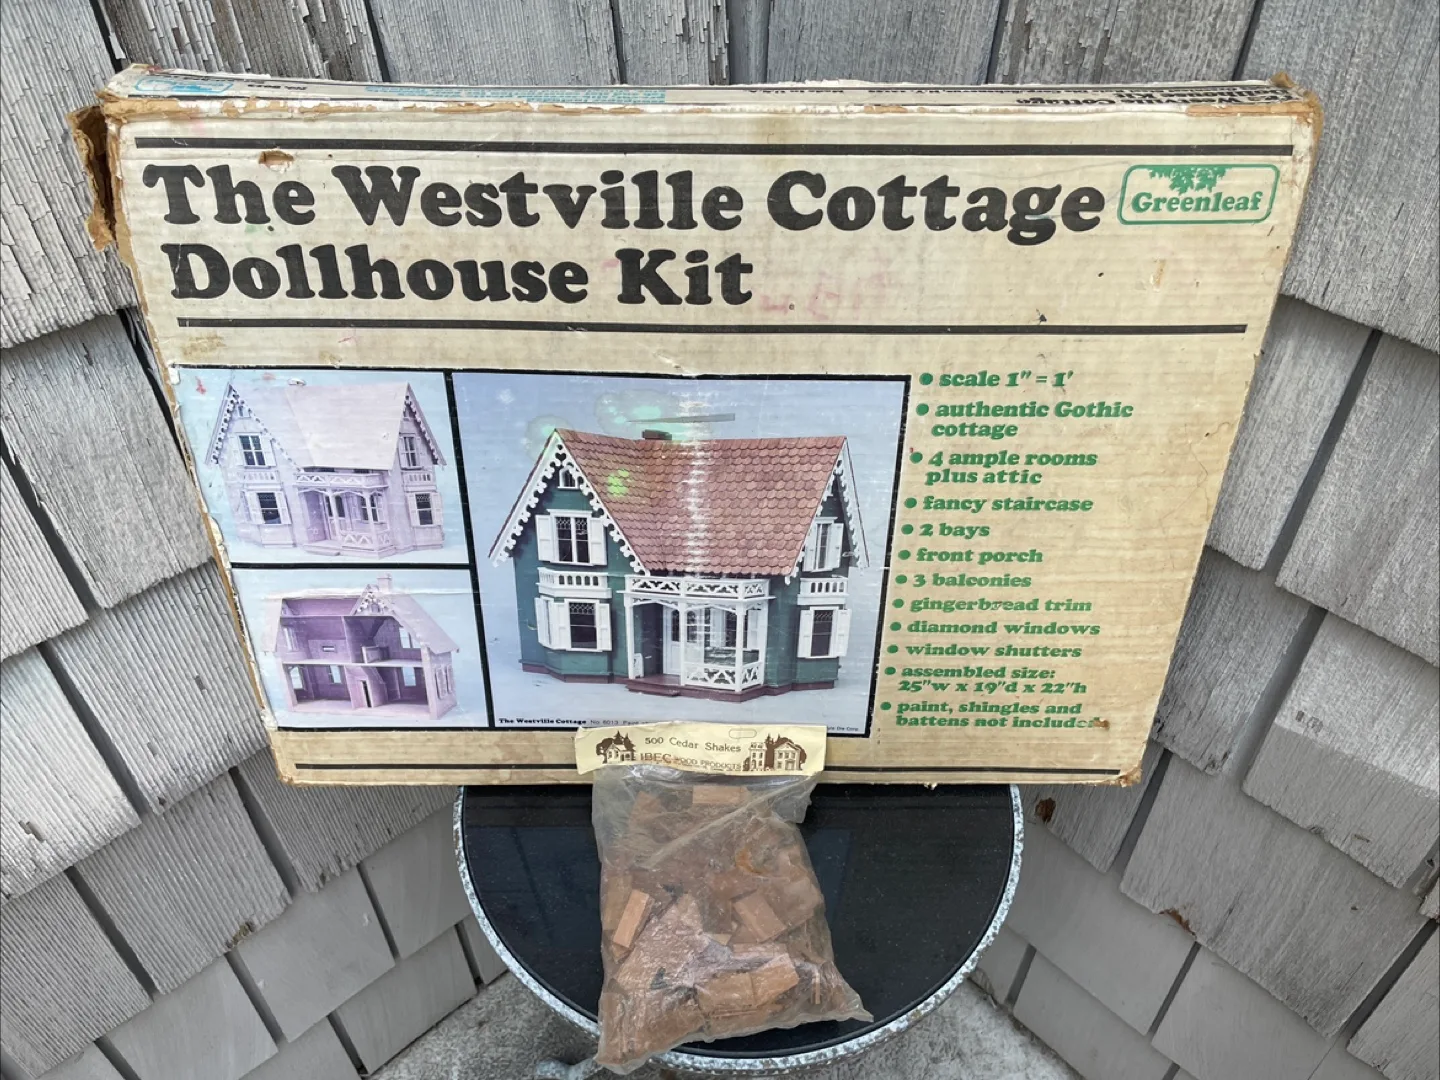 Made in U.S.A.
The Westville Cottage
Dollhouse Kit
Greenleaf
• scale 1" = 1'
• authentic Gothic
cottage
• 4 ample rooms
plus attic
• fancy staircase
• 2 bays
• front porch
• 3 balconies
• gingerbread trim
• diamond windows
• window shutters
• assembled size:
25"w x 19"d x 22"h
• paint, shingles and
battens not included
The Westville Cottage
500 Cedar Shakes
WOOD PRODUCTS